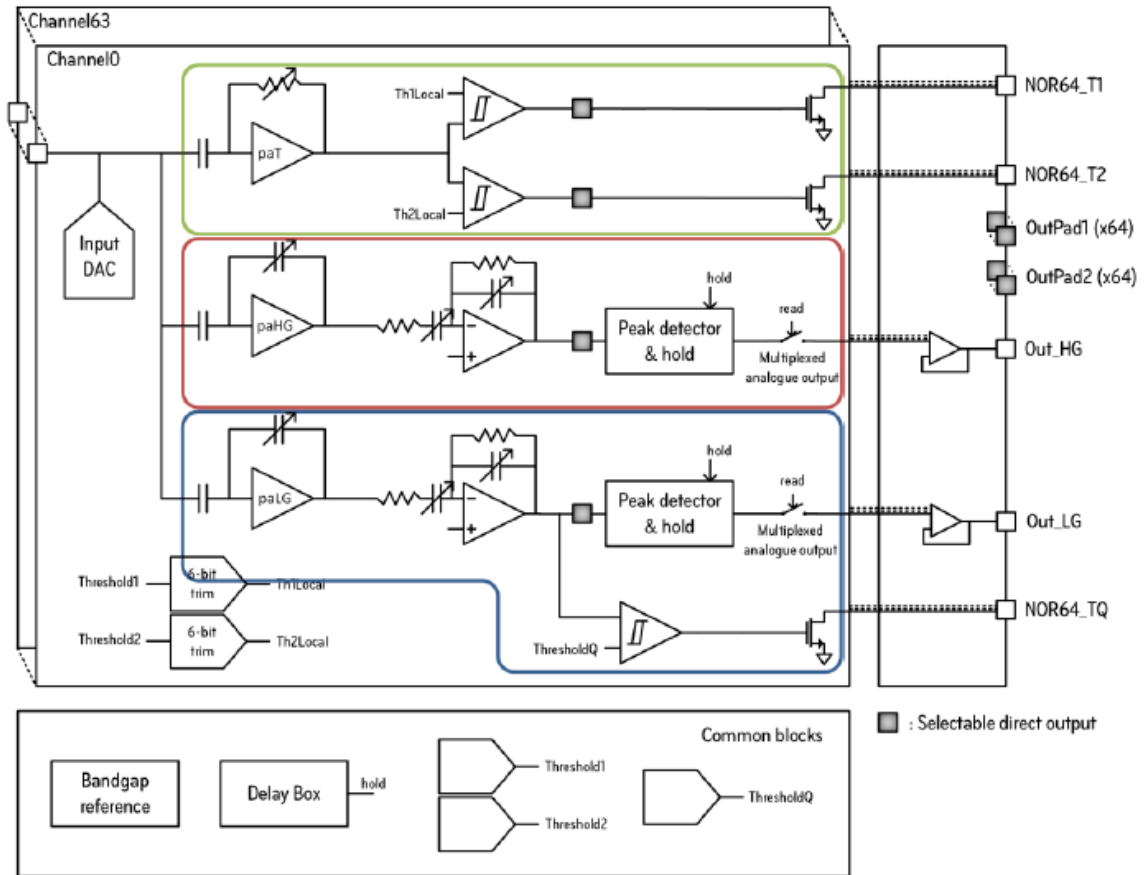 Channel63
Channel0
Th1Local
paT
Th2Local
NOR64_T1
NOR64_T2
OutPad1 (x64)
OutPad2 (x64)
Input
DAC
paHG
hold
Peak detector
& hold
read
Multiplexed
analogue output
Out_HG
paLG
hold
Peak detector
& hold
read
Multiplexed
analogue output
Out_LG
Threshold1
6-bit
trim
Th1Local
Threshold2
6-bit
trim
Th2Local
ThresholdQ
NOR64_TQ
: Selectable direct output
Common blocks
Bandgap
reference
Delay Box
hold
Threshold1
Threshold2
ThresholdQ